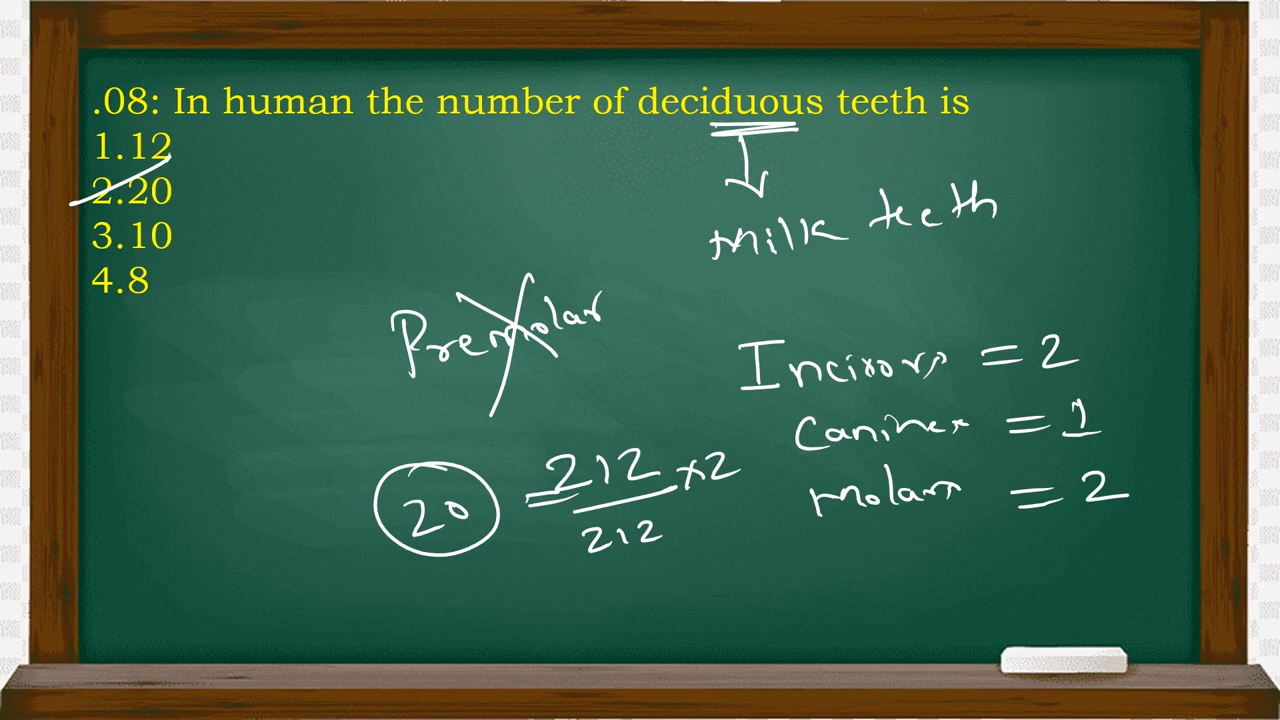 .08: In human the number of deciduous teeth is
1.12
2.20
3.10
4.8
milk teeth
Premolar
Incisors = 2
Canines = 1
molars = 2
20 = 212/212 ×2